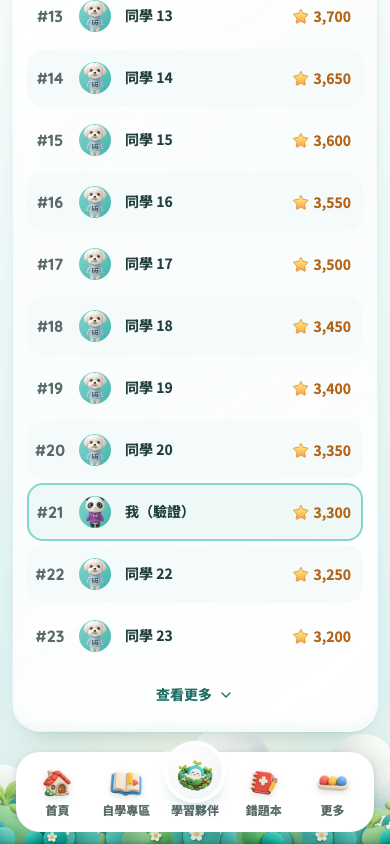 #13 同學 13 3,700
#14 同學 14 3,650
#15 同學 15 3,600
#16 同學 16 3,550
#17 同學 17 3,500
#18 同學 18 3,450
#19 同學 19 3,400
#20 同學 20 3,350
#21 我（驗證） 3,300
#22 同學 22 3,250
#23 同學 23 3,200
查看更多
首頁 自學專區 學習夥伴 錯題本 更多